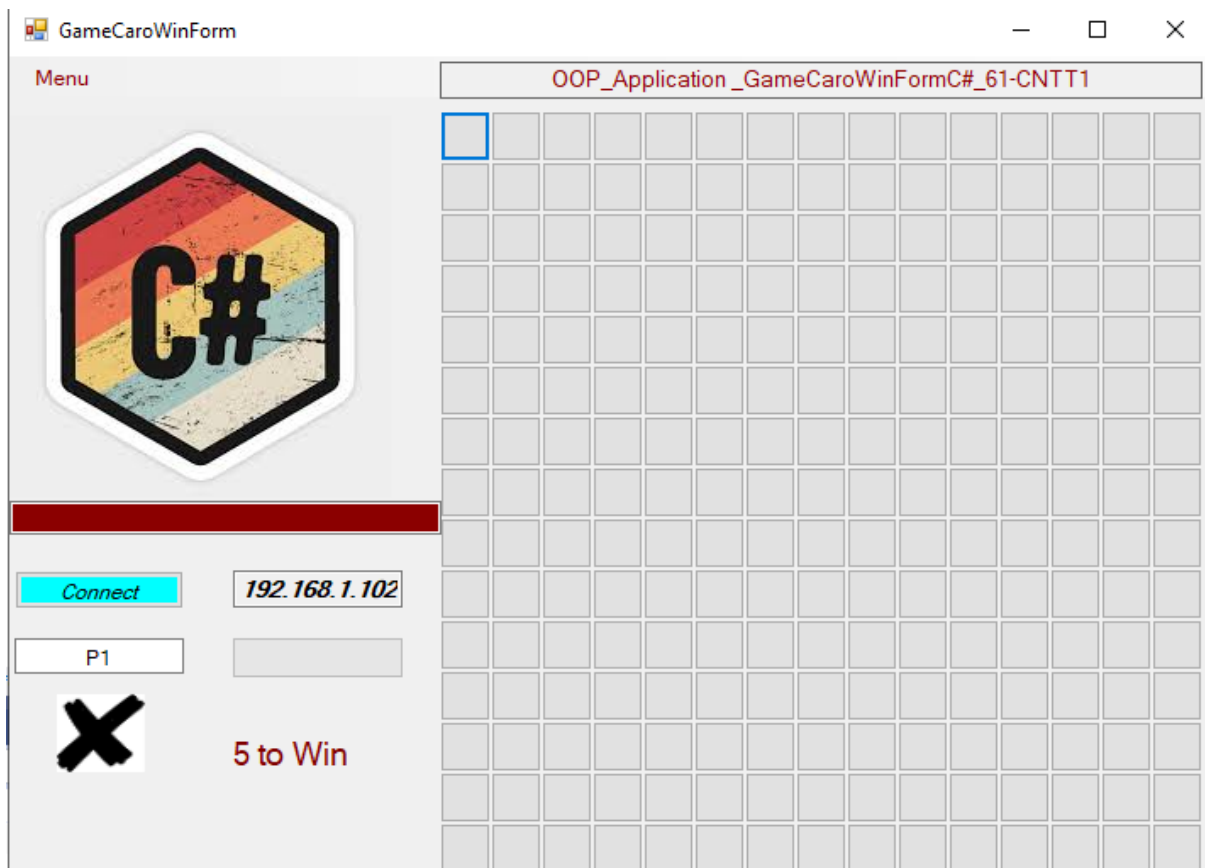 GameCaroWinForm
Menu
OOP_Application _GameCaroWinFormC#_61-CNTT1
C#
Connect
192.168.1.102
P1
5 to Win